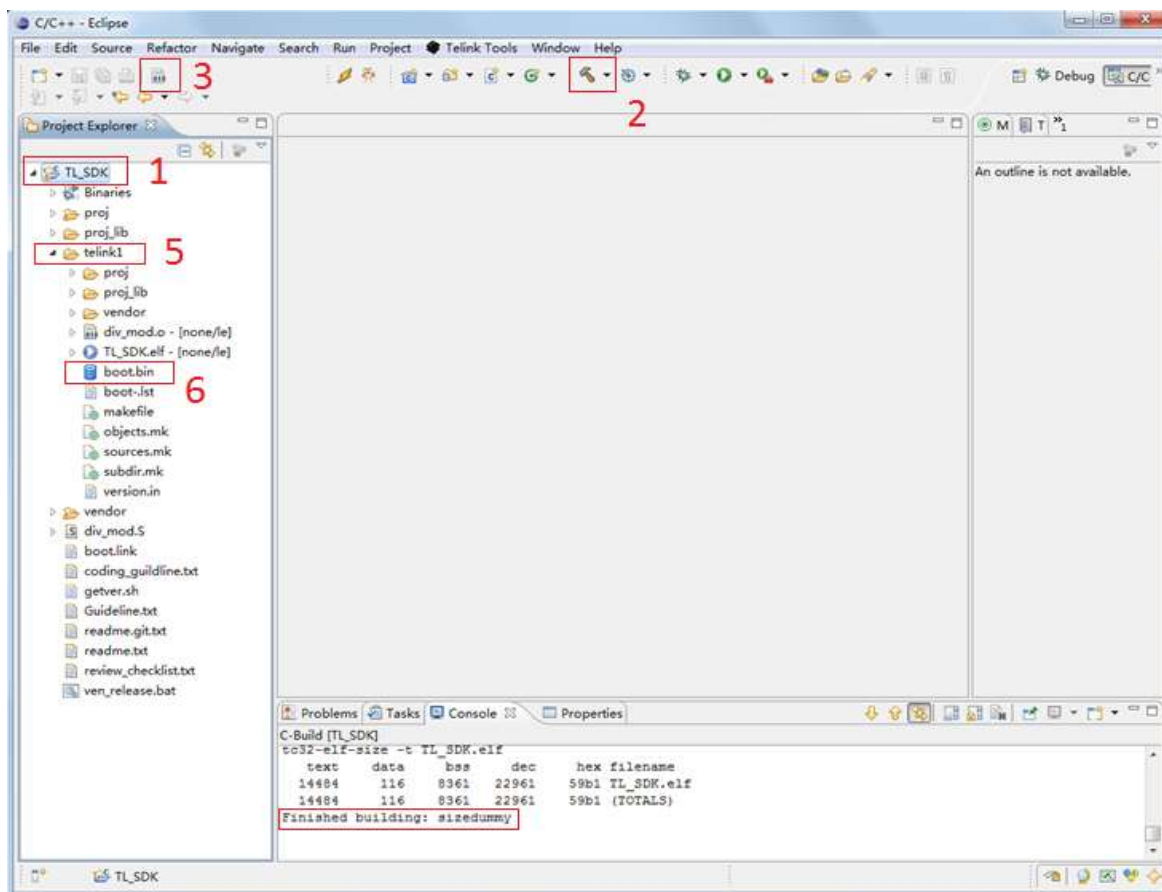 C/C++ - Eclipse
File Edit Source Refactor Navigate Search Run Project Telink Tools Window Help
3
Debug C/C
2
Project Explorer
M T "1
TL_SDK 1
An outline is not available.
Binaries
proj
proj_lib
telink1 5
proj
proj_lib
vendor
div_mod.o - [none/le]
TL_SDK.elf - [none/le]
boot.bin
6
boot-.lst
makefile
objects.mk
sources.mk
subdir.mk
version.in
vendor
div_mod.S
boot.link
coding_guildline.txt
getver.sh
Guideline.txt
readme.git.txt
readme.txt
review_checklist.txt
ven_release.bat
Problems Tasks Console Properties
C-Build [TL_SDK]
tc32-elf-size -t TL_SDK.elf
text data bss dec hex filename
14484 116 8361 22961 59b1 TL_SDK.elf
14484 116 8361 22961 59b1 (TOTALS)
Finished building: sizedummy
TL_SDK